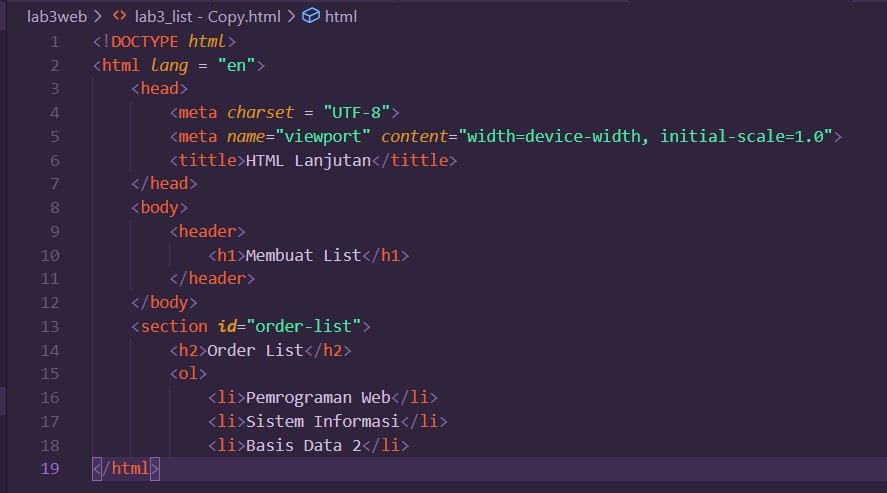 lab3web > <> lab3_list - Copy.html > html
1 <!DOCTYPE html>
2 <html lang = "en">
3 <head>
4 <meta charset = "UTF-8">
5 <meta name="viewport" content="width=device-width, initial-scale=1.0">
6 <tittle>HTML Lanjutan</tittle>
7 </head>
8 <body>
9 <header>
10 <h1>Membuat List</h1>
11 </header>
12 </body>
13 <section id="order-list">
14 <h2>Order List</h2>
15 <ol>
16 <li>Pemrograman Web</li>
17 <li>Sistem Informasi</li>
18 <li>Basis Data 2</li>
19 </html>